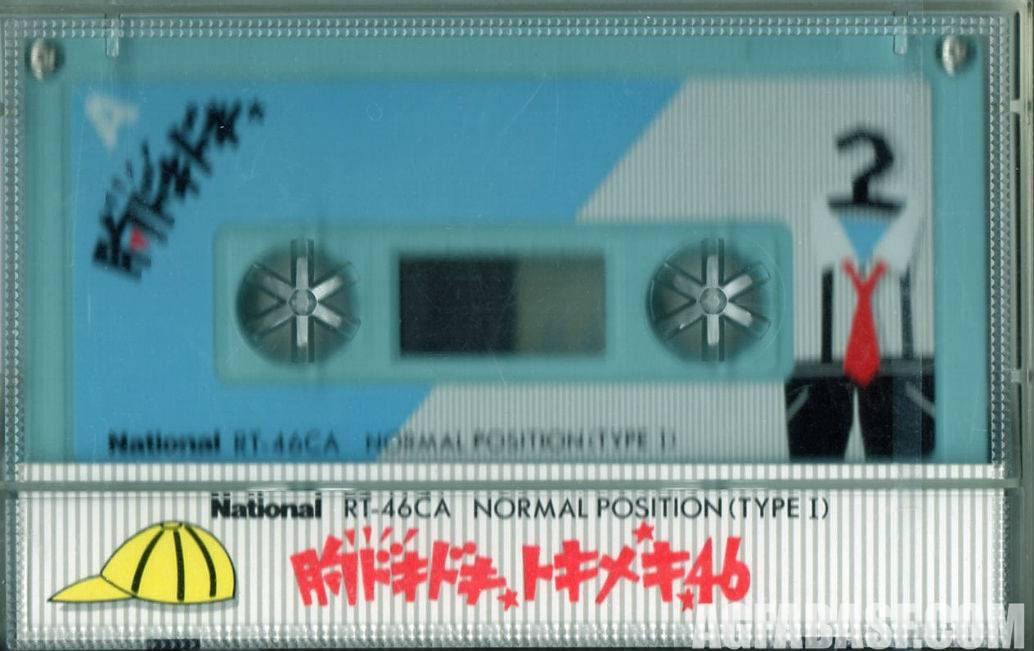 A
胸ドキドキ
2
National RT-46CA NORMAL POSITION (TYPE I)
National RT-46CA NORMAL POSITION (TYPE I)
胸ドキドキ トキメキ46
AGFABASF.COM